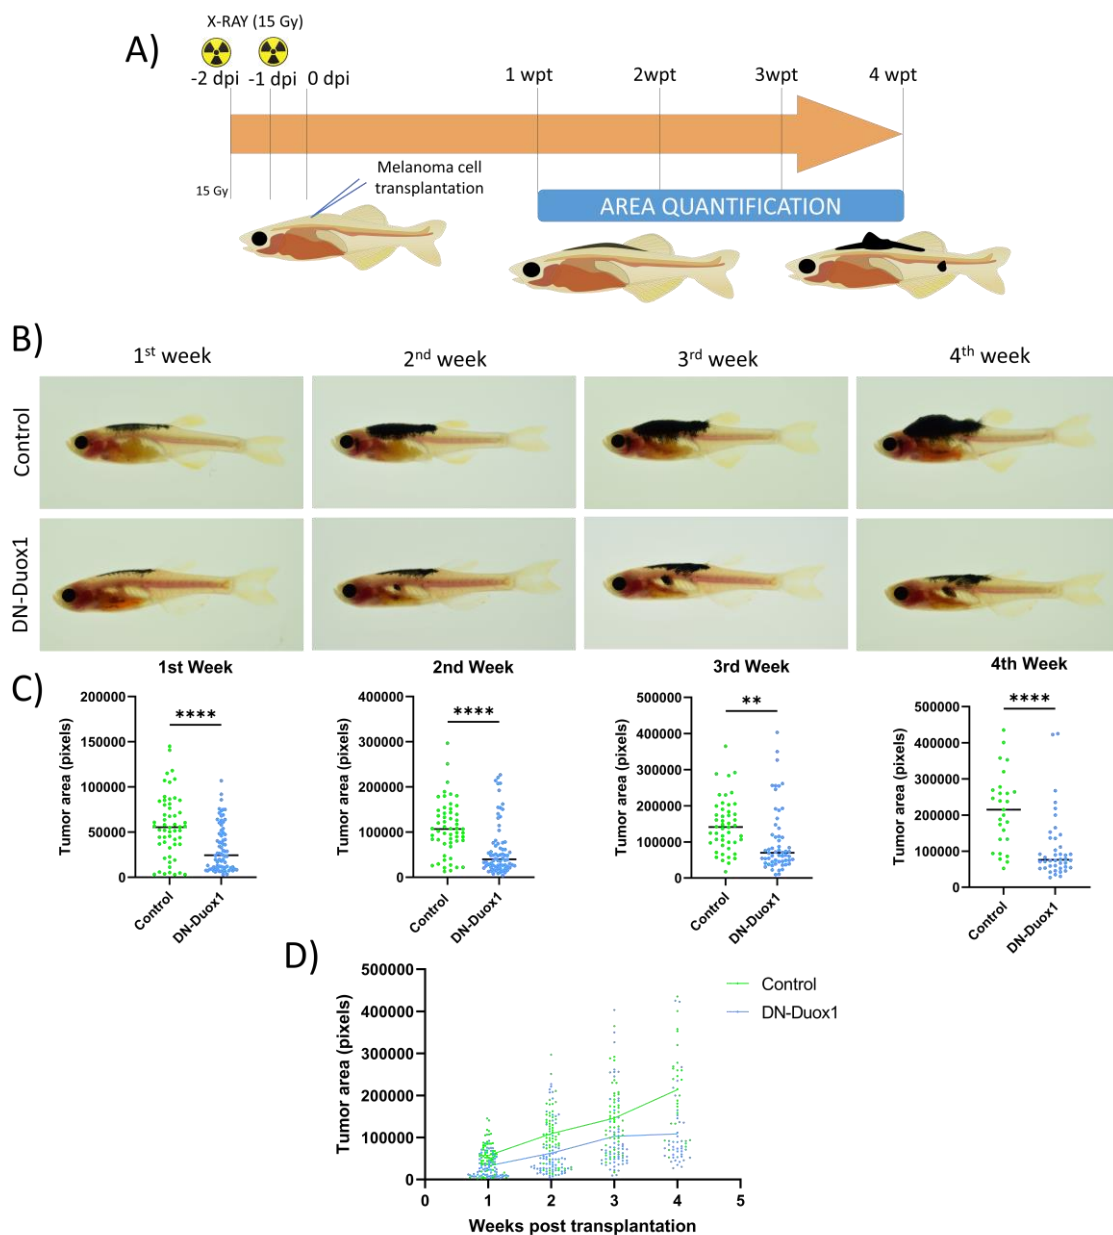 A)
X-RAY (15 Gy)
-2 dpi
-1 dpi
0 dpi
1 wpt
2wpt
3wpt
4 wpt
15 Gy
Melanoma cell
transplantation
AREA QUANTIFICATION
B)
1st week
2nd week
3rd week
4th week
Control
DN-Duox1
C)
1st Week
Tumor area (pixels)
200000
150000
100000
50000
0
****
Control
DN-Duox1
2nd Week
Tumor area (pixels)
400000
300000
200000
100000
0
****
Control
DN-Duox1
3rd Week
Tumor area (pixels)
500000
400000
300000
200000
100000
0
**
Control
DN-Duox1
4th Week
Tumor area (pixels)
500000
400000
300000
200000
100000
0
****
Control
DN-Duox1
D)
Tumor area (pixels)
500000
400000
300000
200000
100000
0
0
1
2
3
4
5
Weeks post transplantation
Control
DN-Duox1